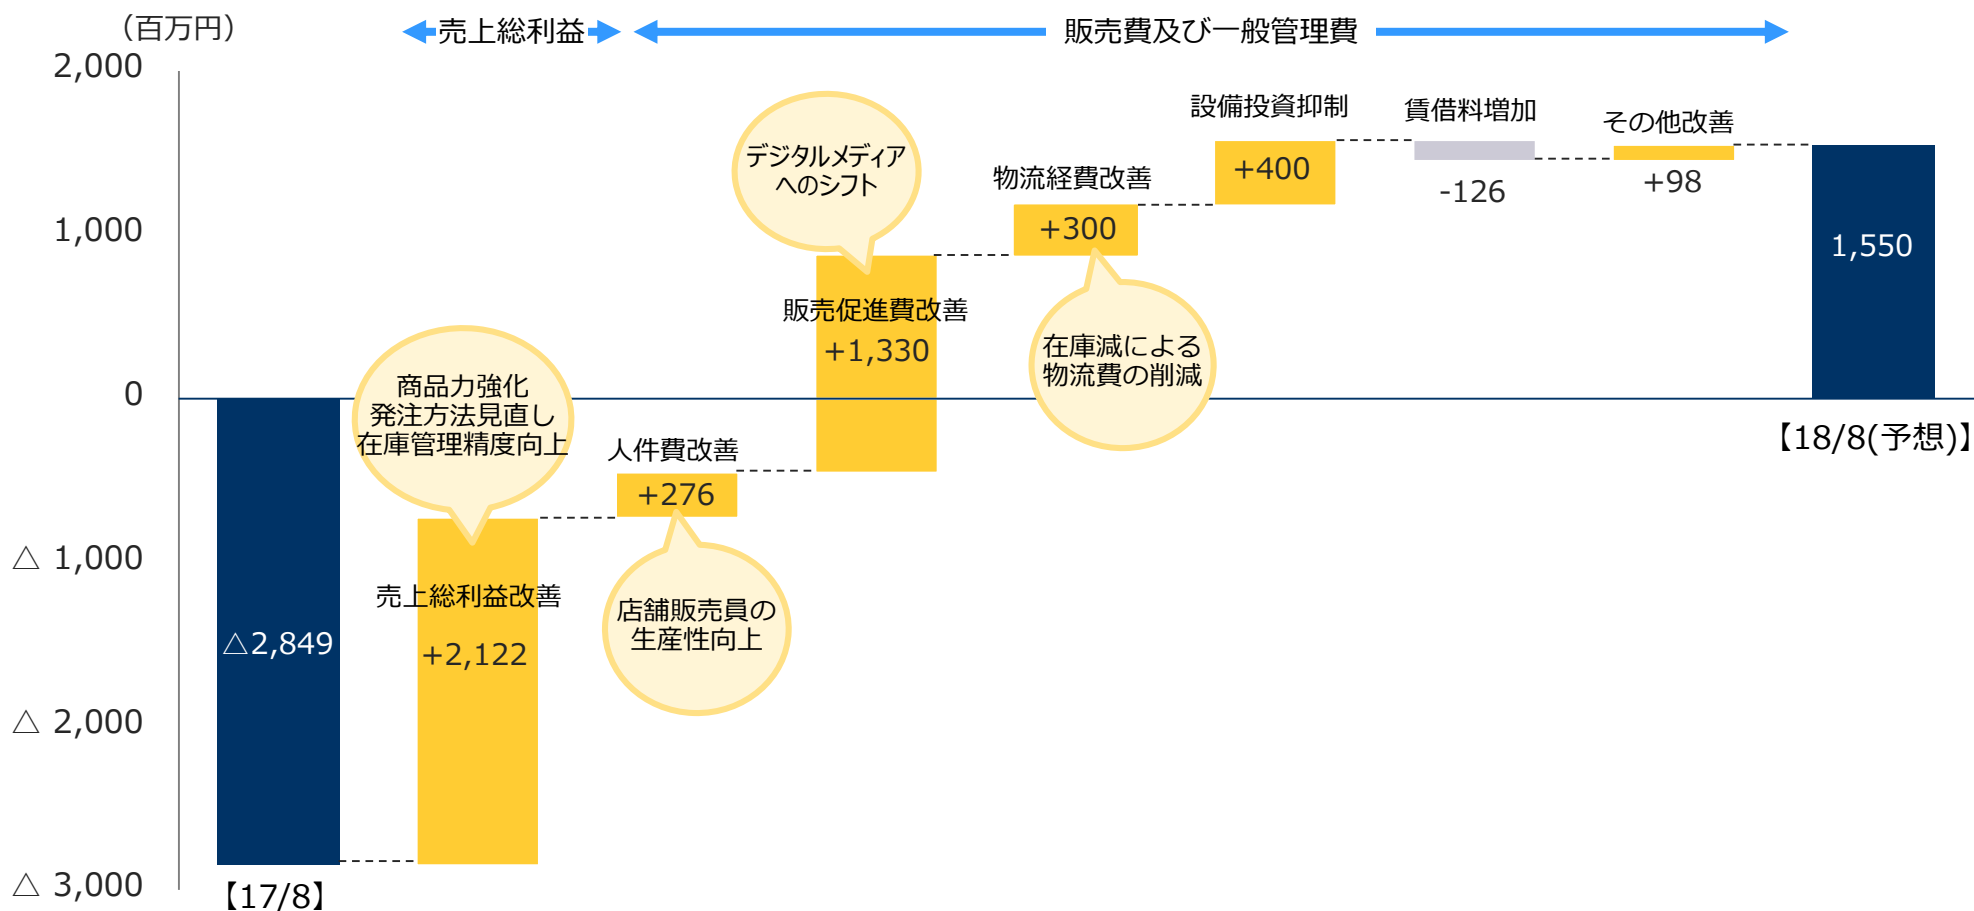 （百万円）
売上総利益
販売費及び一般管理費
2,000
1,000
0
△ 1,000
△ 2,000
△ 3,000
△2,849
【17/8】
商品力強化
発注方法見直し
在庫管理精度向上
売上総利益改善
+2,122
人件費改善
+276
店舗販売員の
生産性向上
デジタルメディア
へのシフト
販売促進費改善
+1,330
物流経費改善
+300
在庫減による
物流費の削減
設備投資抑制
+400
賃借料増加
-126
その他改善
+98
1,550
【18/8(予想)】